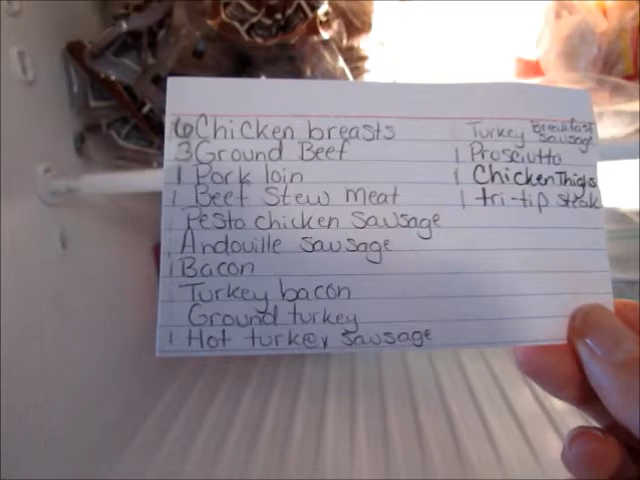 6 Chicken breasts
3 Ground Beef
1 Pork loin
1 Beef Stew meat
Pesto chicken sausage
Andouille sausage
1 Bacon
Turkey bacon
Ground turkey
1 Hot turkey sausage
Turkey Breakfast sausage
1 Prosciutto
1 Chicken Thighs
1 tri-tip steak